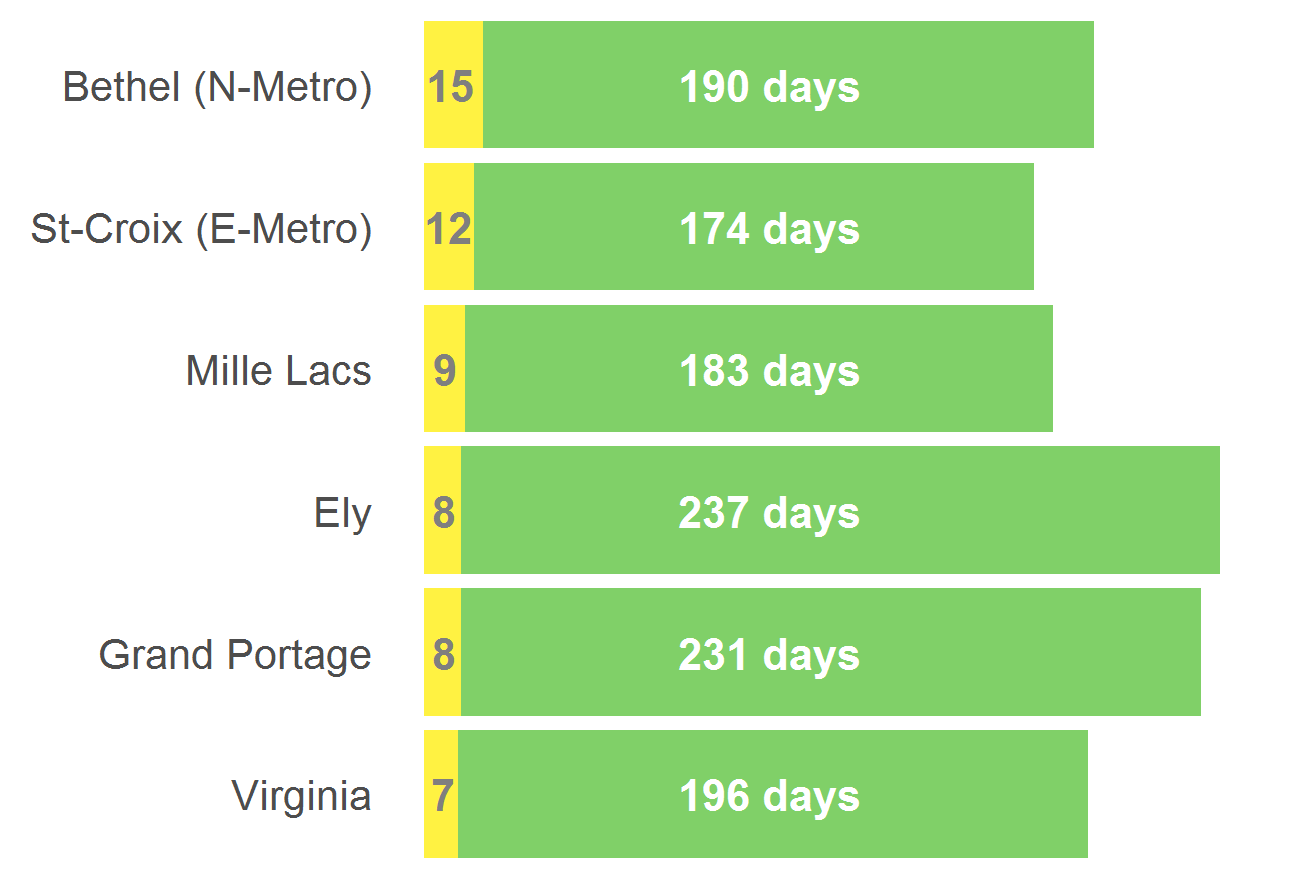 Bethel (N-Metro) 15 190 days
St-Croix (E-Metro) 12 174 days
Mille Lacs 9 183 days
Ely 8 237 days
Grand Portage 8 231 days
Virginia 7 196 days